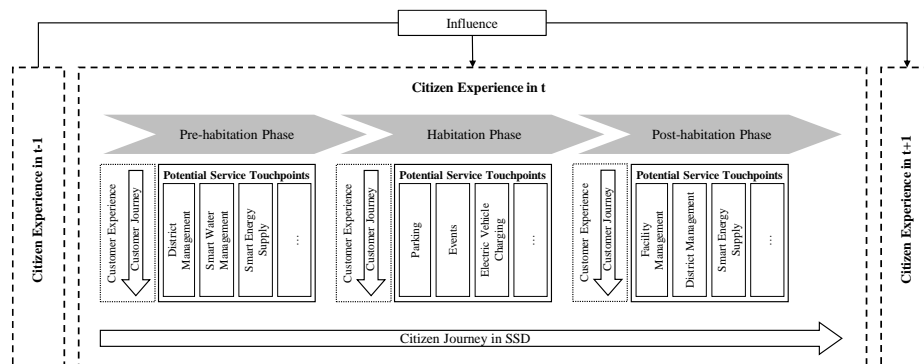 Influence
Citizen Experience in t-1
Citizen Experience in t
Citizen Experience in t+1
Pre-habitation Phase
Habitation Phase
Post-habitation Phase
Customer Experience
Customer Journey
Potential Service Touchpoints
District
Management
Smart Water
Management
Smart Energy
Supply
…
Customer Experience
Customer Journey
Potential Service Touchpoints
Parking
Events
Electric Vehicle
Charging
…
Customer Experience
Customer Journey
Potential Service Touchpoints
Facility
Management
District Management
Smart Energy
Supply
…
Citizen Journey in SSD